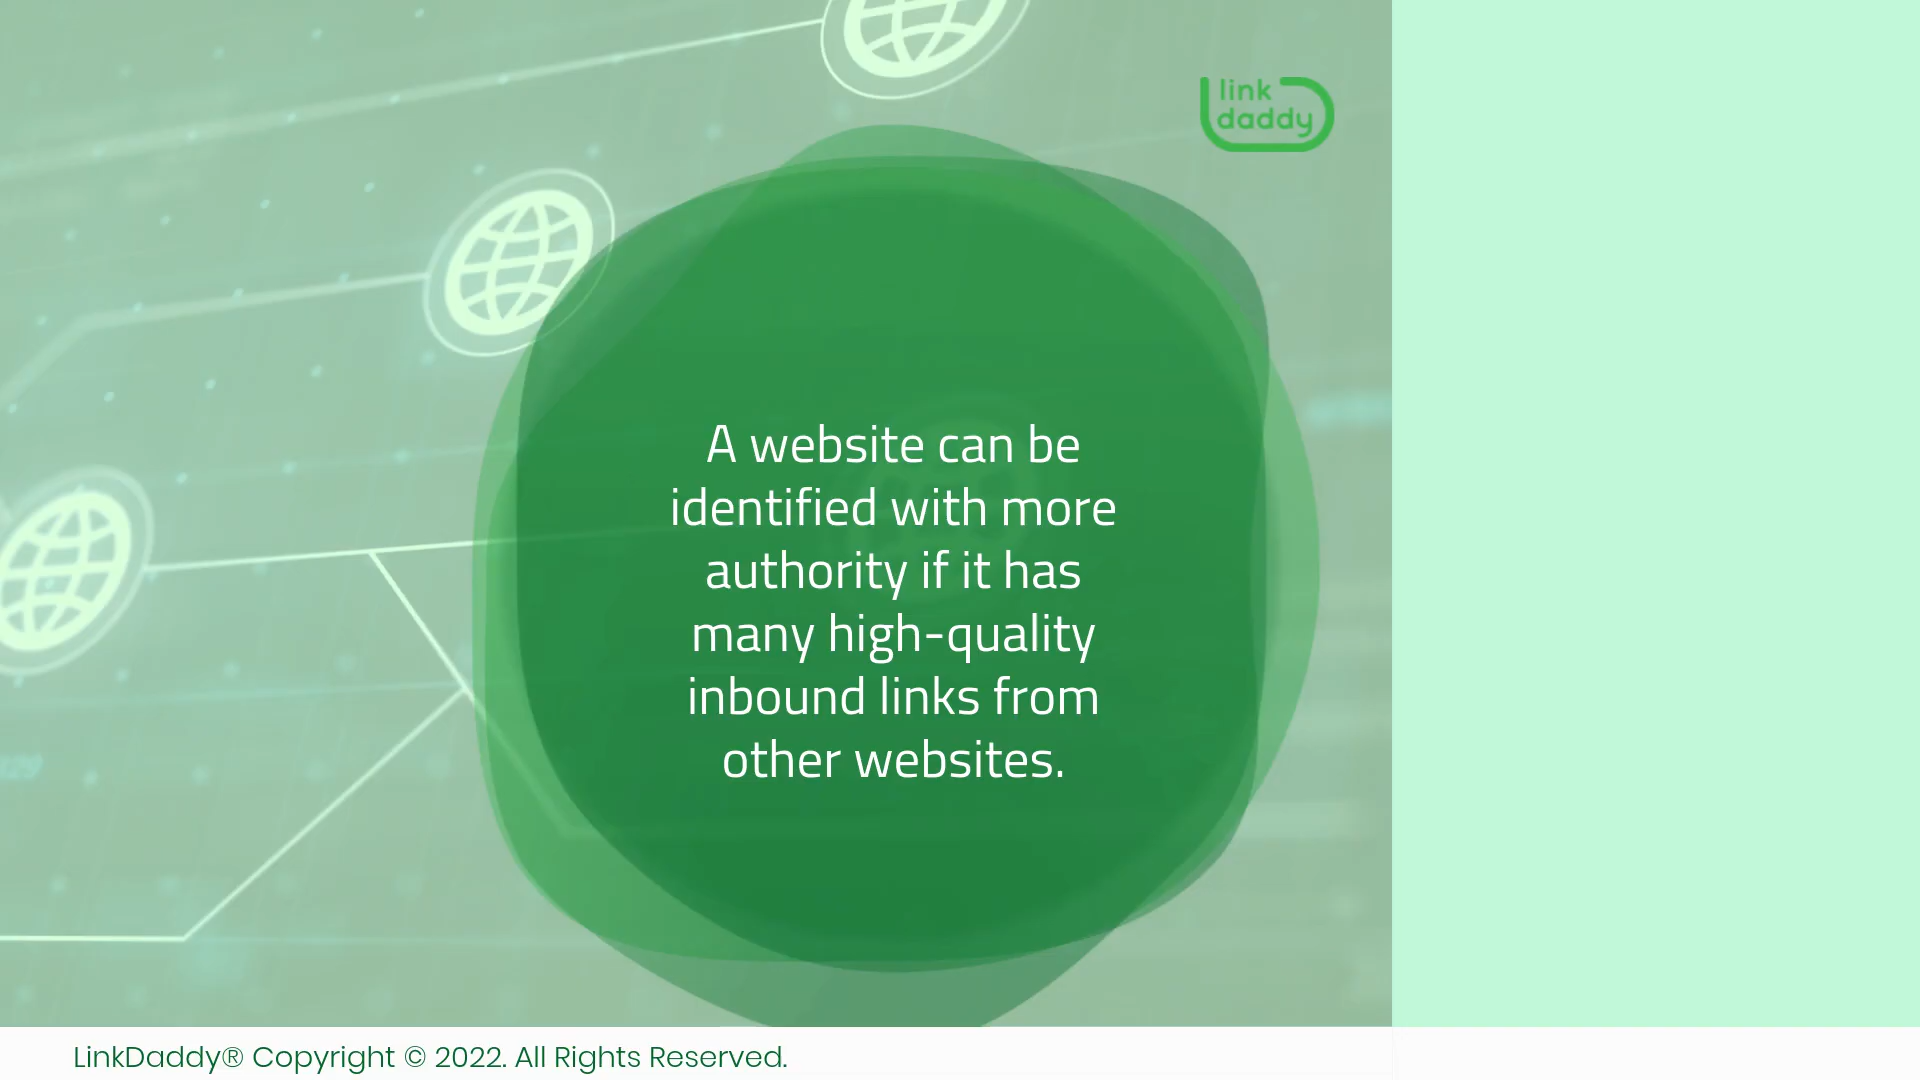 link
daddy
A website can be
identified with more
authority if it has
many high-quality
inbound links from
other websites.
LinkDaddy® Copyright © 2022. All Rights Reserved.